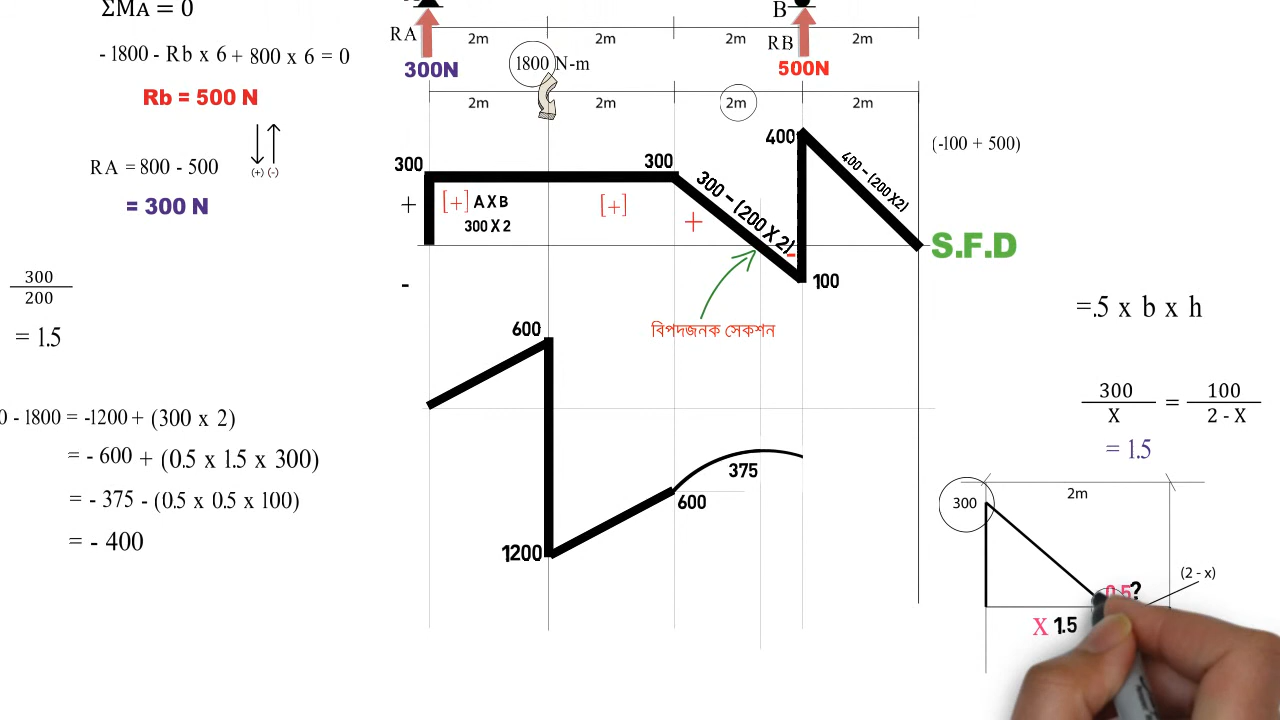 ΣMA = 0
- 1800 - Rb x 6 + 800 x 6 = 0
Rb = 500 N
RA = 800 - 500
(+) (-)
= 300 N
300
200
= 1.5
0 - 1800 = -1200 + (300 x 2)
= - 600 + (0.5 x 1.5 x 300)
= - 375 - (0.5 x 0.5 x 100)
= - 400
B
RA
2m
2m
2m
2m
RB
300N
1800 N-m
500N
2m
2m
2m
2m
300
300
400
(-100 + 500)
+
[+] A X B
300 X 2
[+]
+
300 - (200 X 2)
-
400 - (200X2)
S.F.D
-
100
বিপদজনক সেকশন
600
375
600
1200
=.5 x b x h
300
X
=
100
2 - X
= 1.5
2m
300
0.5?
(2 - x)
X 1.5